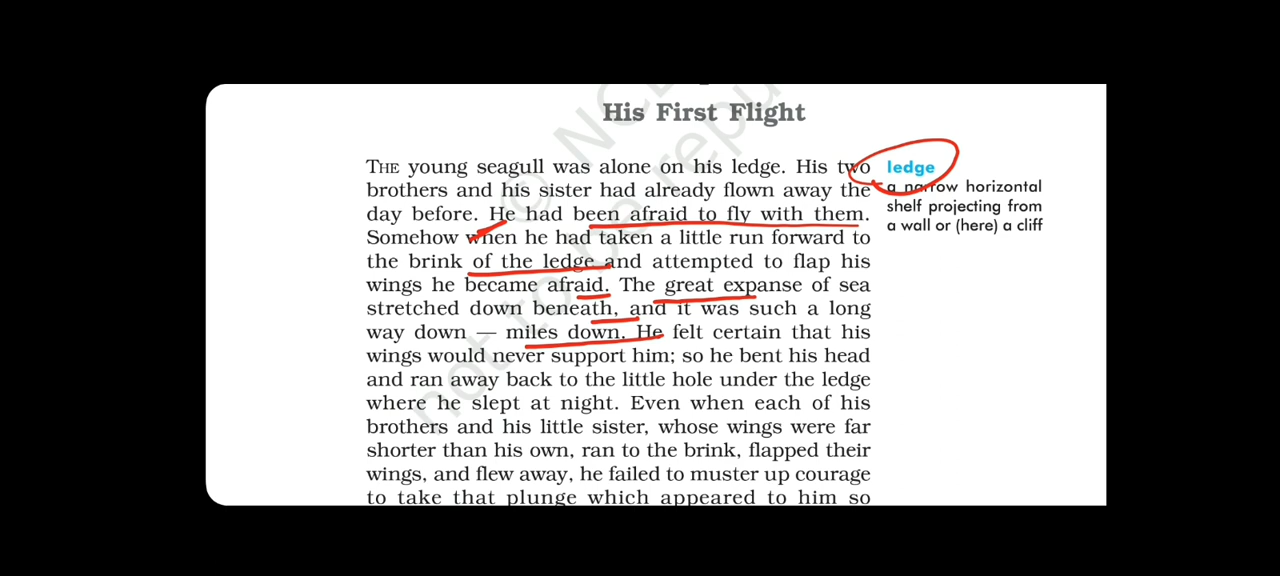 His First Flight
THE young seagull was alone on his ledge. His two
brothers and his sister had already flown away the
day before. He had been afraid to fly with them.
Somehow when he had taken a little run forward to
the brink of the ledge and attempted to flap his
wings he became afraid. The great expanse of sea
stretched down beneath, and it was such a long
way down — miles down. He felt certain that his
wings would never support him; so he bent his head
and ran away back to the little hole under the ledge
where he slept at night. Even when each of his
brothers and his little sister, whose wings were far
shorter than his own, ran to the brink, flapped their
wings, and flew away, he failed to muster up courage
to take that plunge which appeared to him so
ledge
a narrow horizontal
shelf projecting from
a wall or (here) a cliff
not to be repu